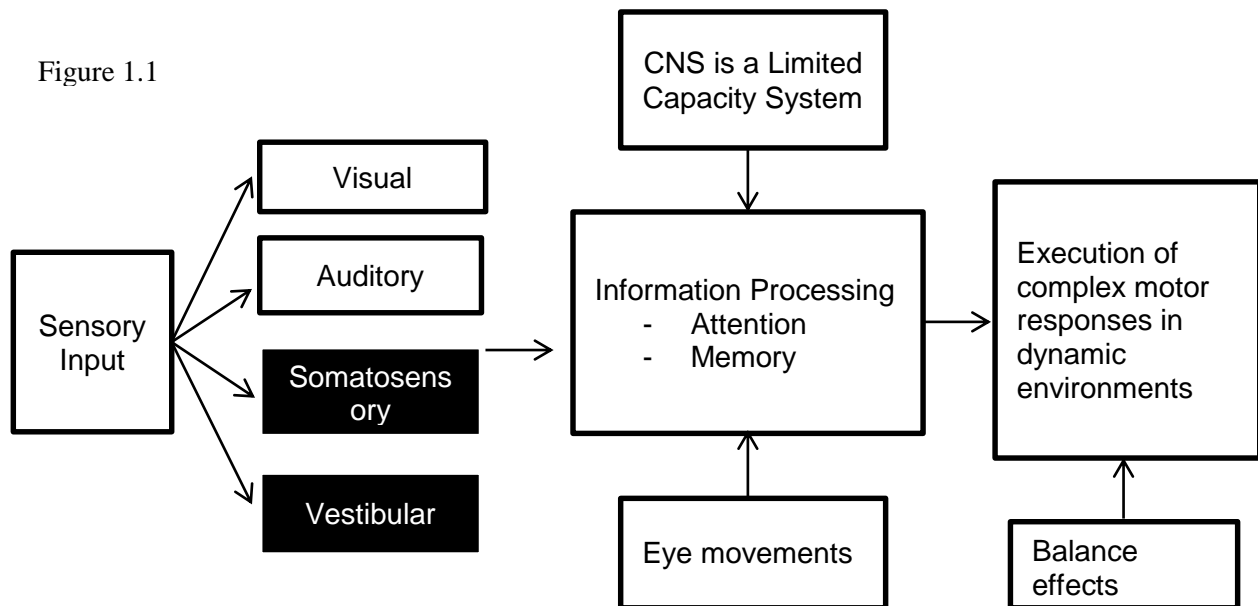 Figure 1.1
CNS is a Limited
Capacity System
Visual
Auditory
Sensory
Input
Somatosens
ory
Vestibular
Information Processing
- Attention
- Memory
Execution of
complex motor
responses in
dynamic
environments
Eye movements
Balance
effects